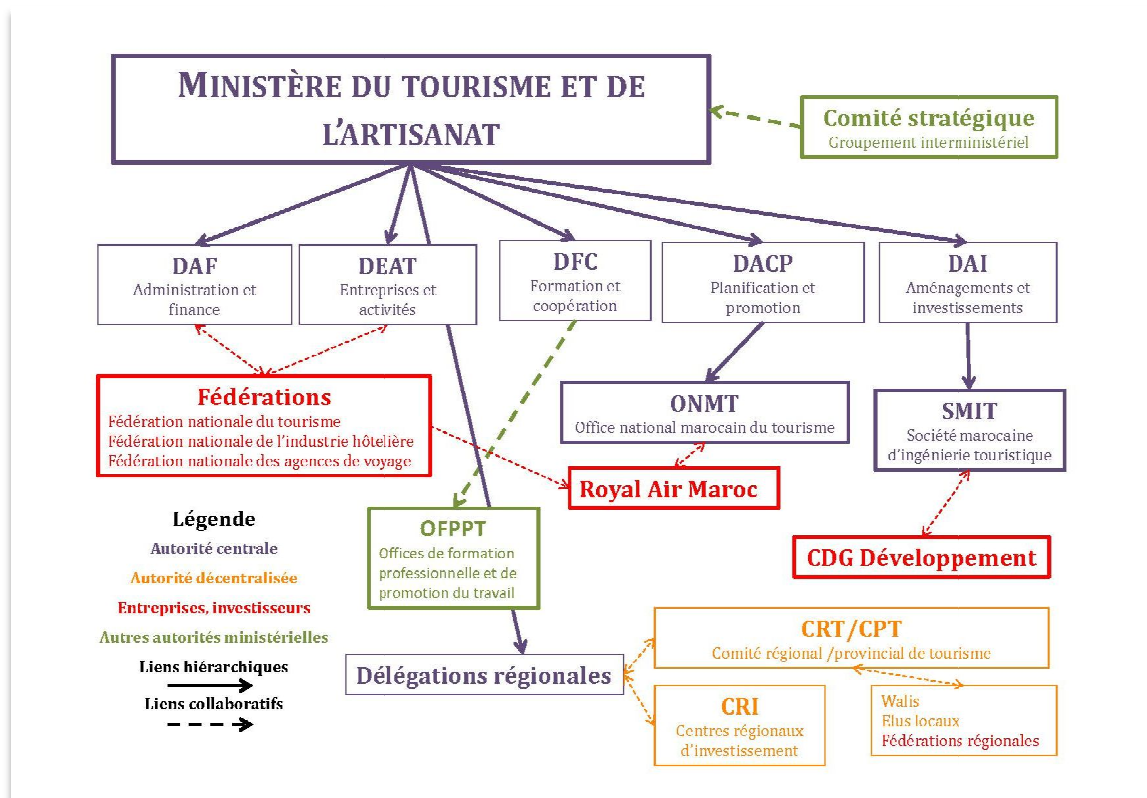 MINISTÈRE DU TOURISME ET DE
L'ARTISANAT
Comité stratégique
Groupement interministériel
DAF
Administration et
finance
DEAT
Entreprises et
activités
DFC
Formation et
coopération
DACP
Planification et
promotion
DAI
Aménagements et
investissements
Fédérations
Fédération nationale du tourisme
Fédération nationale de l'industrie hôtelière
Fédération nationale des agences de voyage
ONMT
Office national marocain du tourisme
SMIT
Société marocaine
d'ingénierie touristique
Royal Air Maroc
CDG Développement
OFPPT
Offices de formation
professionnelle et de
promotion du travail
Légende
Autorité centrale
Autorité décentralisée
Entreprises, investisseurs
Autres autorités ministérielles
Liens hiérarchiques
Liens collaboratifs
Délégations régionales
CRT/CPT
Comité régional /provincial de tourisme
CRI
Centres régionaux
d'investissement
Walis
Elus locaux
Fédérations régionales